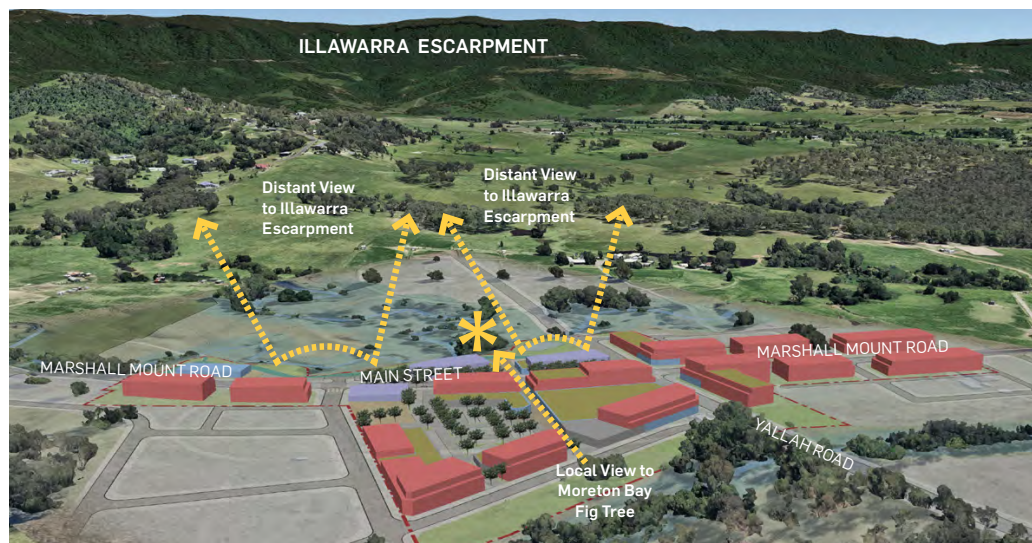 ILLAWARRA ESCARPMENT
Distant View
to Illawarra
Escarpment
Distant View
to Illawarra
Escarpment
MARSHALL MOUNT ROAD
MAIN STREET
MARSHALL MOUNT ROAD
YALLAH ROAD
Local View to
Moreton Bay
Fig Tree